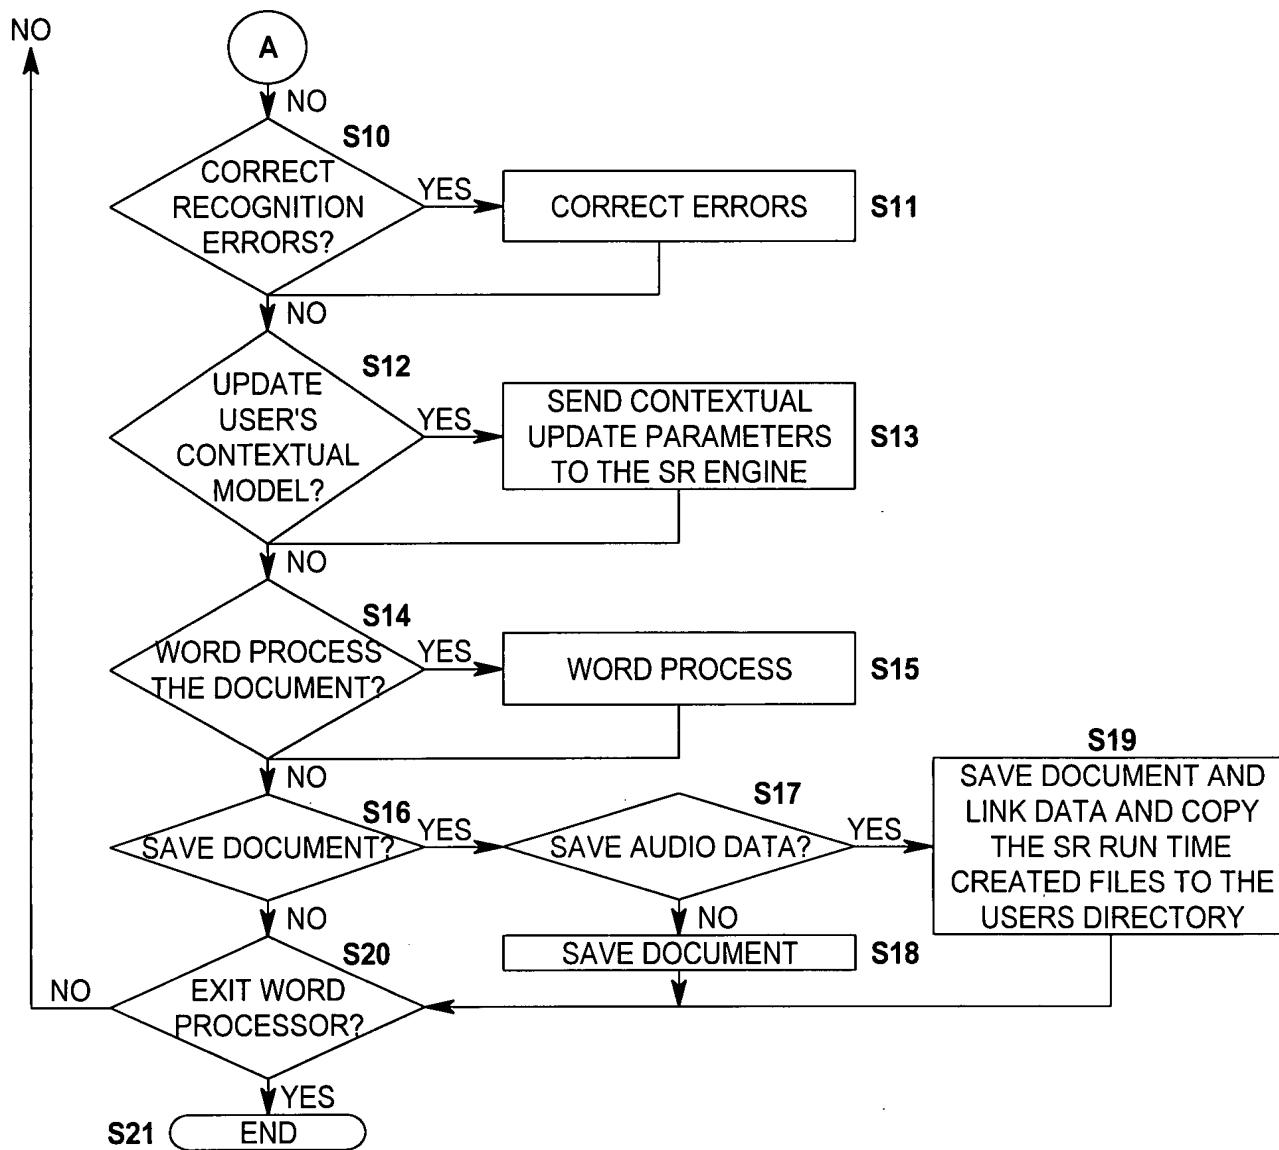 NO
A
NO
S10
CORRECT
RECOGNITION
ERRORS?
YES
CORRECT ERRORS
S11
NO
S12
UPDATE
USER'S
CONTEXTUAL
MODEL?
YES
SEND CONTEXTUAL
UPDATE PARAMETERS
TO THE SR ENGINE
S13
NO
S14
WORD PROCESS
THE DOCUMENT?
YES
WORD PROCESS
S15
NO
S16
SAVE DOCUMENT?
YES
S17
SAVE AUDIO DATA?
YES
S19
SAVE DOCUMENT AND
LINK DATA AND COPY
THE SR RUN TIME
CREATED FILES TO THE
USERS DIRECTORY
NO
SAVE DOCUMENT
S18
NO
S20
EXIT WORD
PROCESSOR?
NO
YES
S21
END